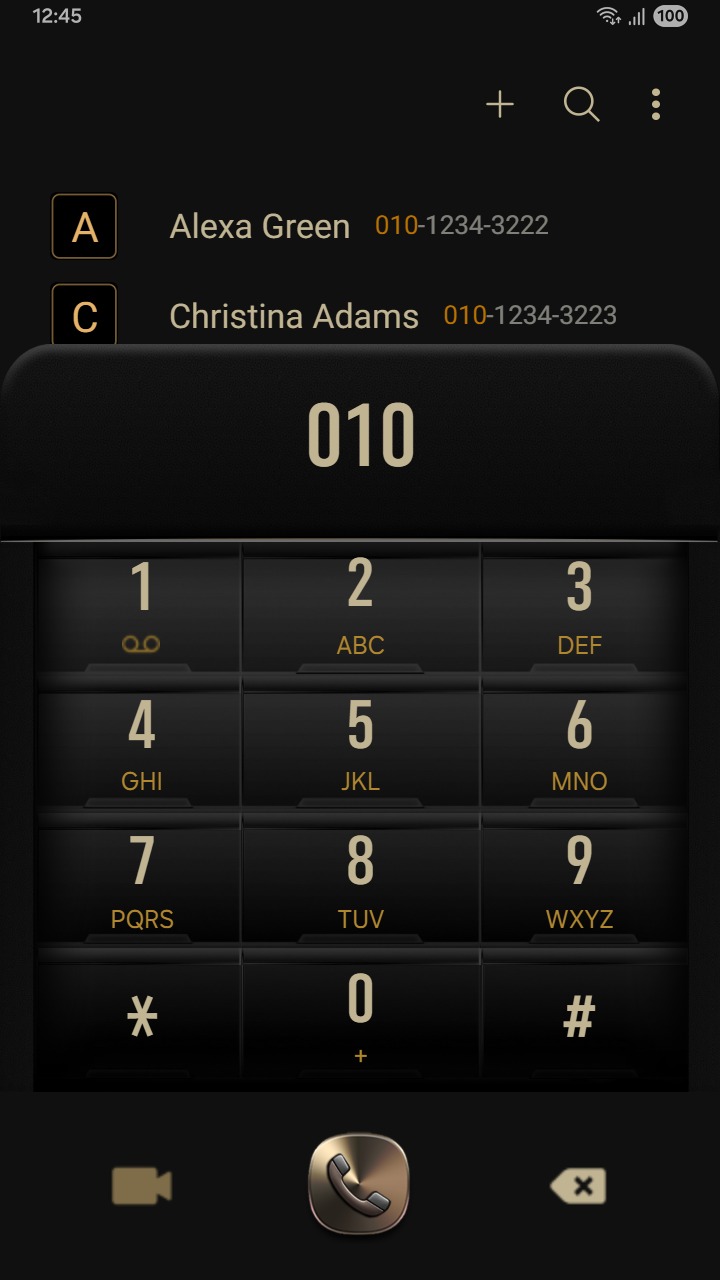 12:45 100
A Alexa Green 010-1234-3222
C Christina Adams 010-1234-3223
010
1 2 3
ABC DEF
4 5 6
GHI JKL MNO
7 8 9
PQRS TUV WXYZ
* 0 #
+